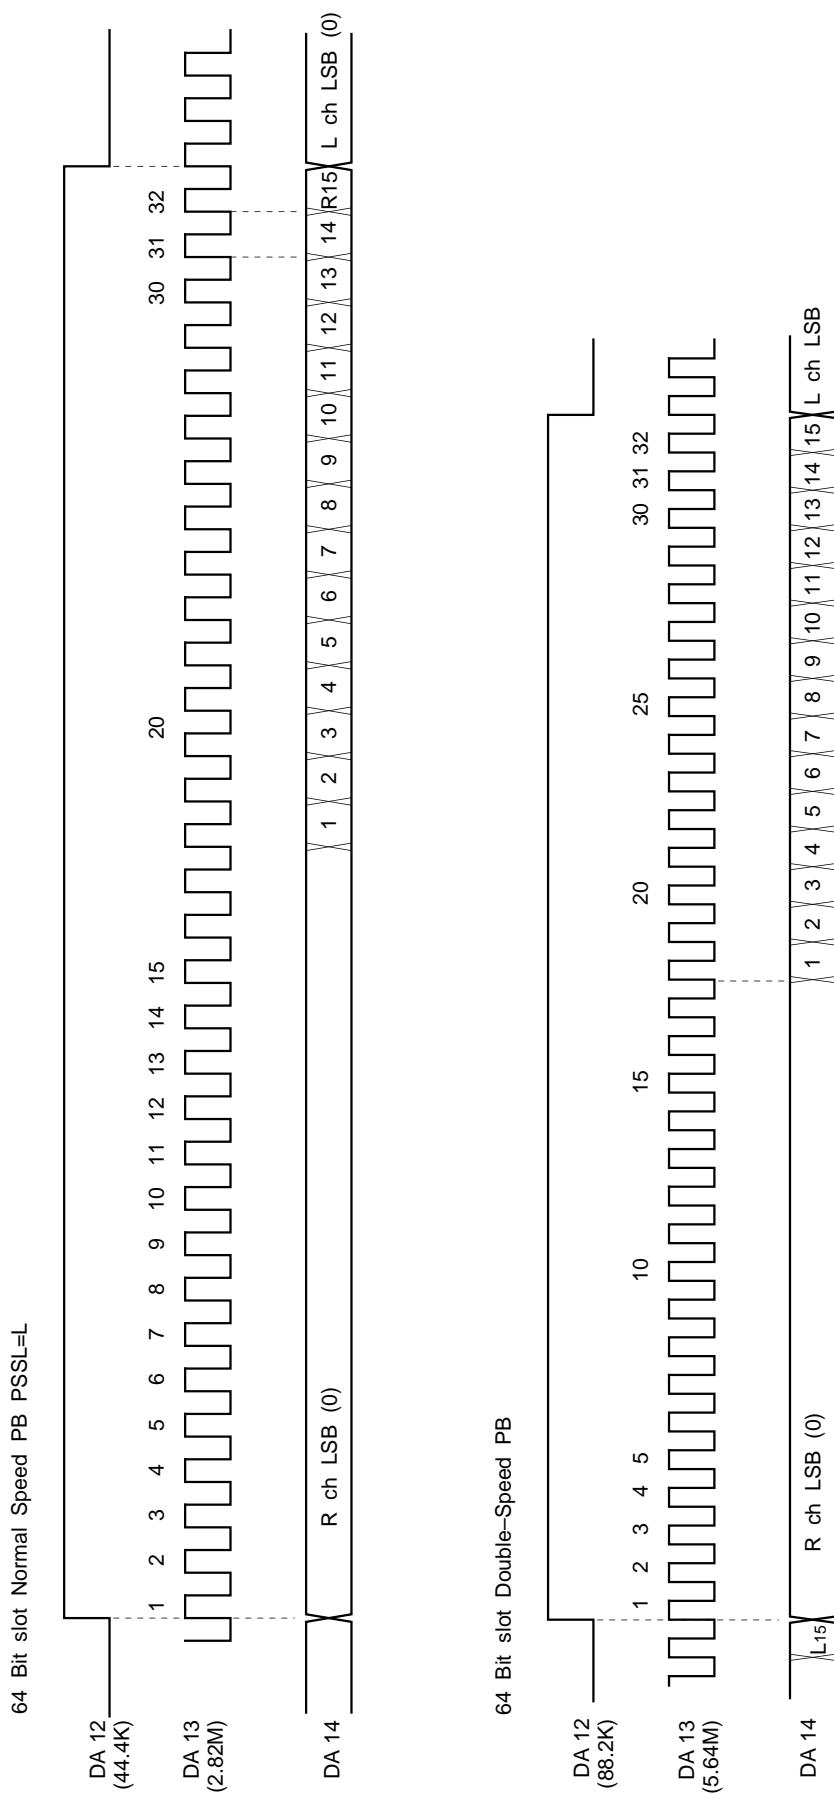 64 Bit slot Normal Speed PB PSSL=L
DA 12
(44.4K)
DA 13
(2.82M)
1 2 3 4 5 6 7 8 9 10 11 12 13 14 15 20 30 31 32
DA 14
R ch LSB (0) 1 2 3 4 5 6 7 8 9 10 11 12 13 14 R15 L ch LSB (0)
64 Bit slot Double–Speed PB
DA 12
(88.2K)
DA 13
(5.64M)
1 2 3 4 5 10 15 20 25 30 31 32
DA 14
L15 R ch LSB (0) 1 2 3 4 5 6 7 8 9 10 11 12 13 14 15 L ch LSB